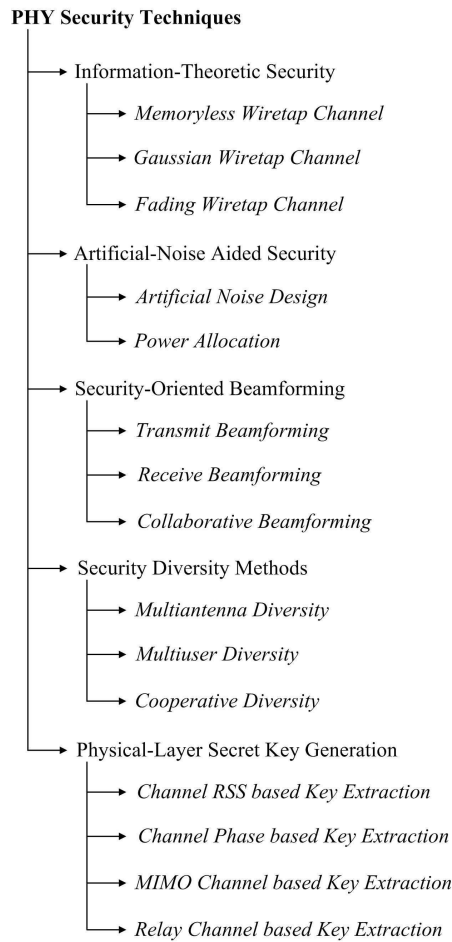 PHY Security Techniques
Information-Theoretic Security
Memoryless Wiretap Channel
Gaussian Wiretap Channel
Fading Wiretap Channel
Artificial-Noise Aided Security
Artificial Noise Design
Power Allocation
Security-Oriented Beamforming
Transmit Beamforming
Receive Beamforming
Collaborative Beamforming
Security Diversity Methods
Multiantenna Diversity
Multiuser Diversity
Cooperative Diversity
Physical-Layer Secret Key Generation
Channel RSS based Key Extraction
Channel Phase based Key Extraction
MIMO Channel based Key Extraction
Relay Channel based Key Extraction